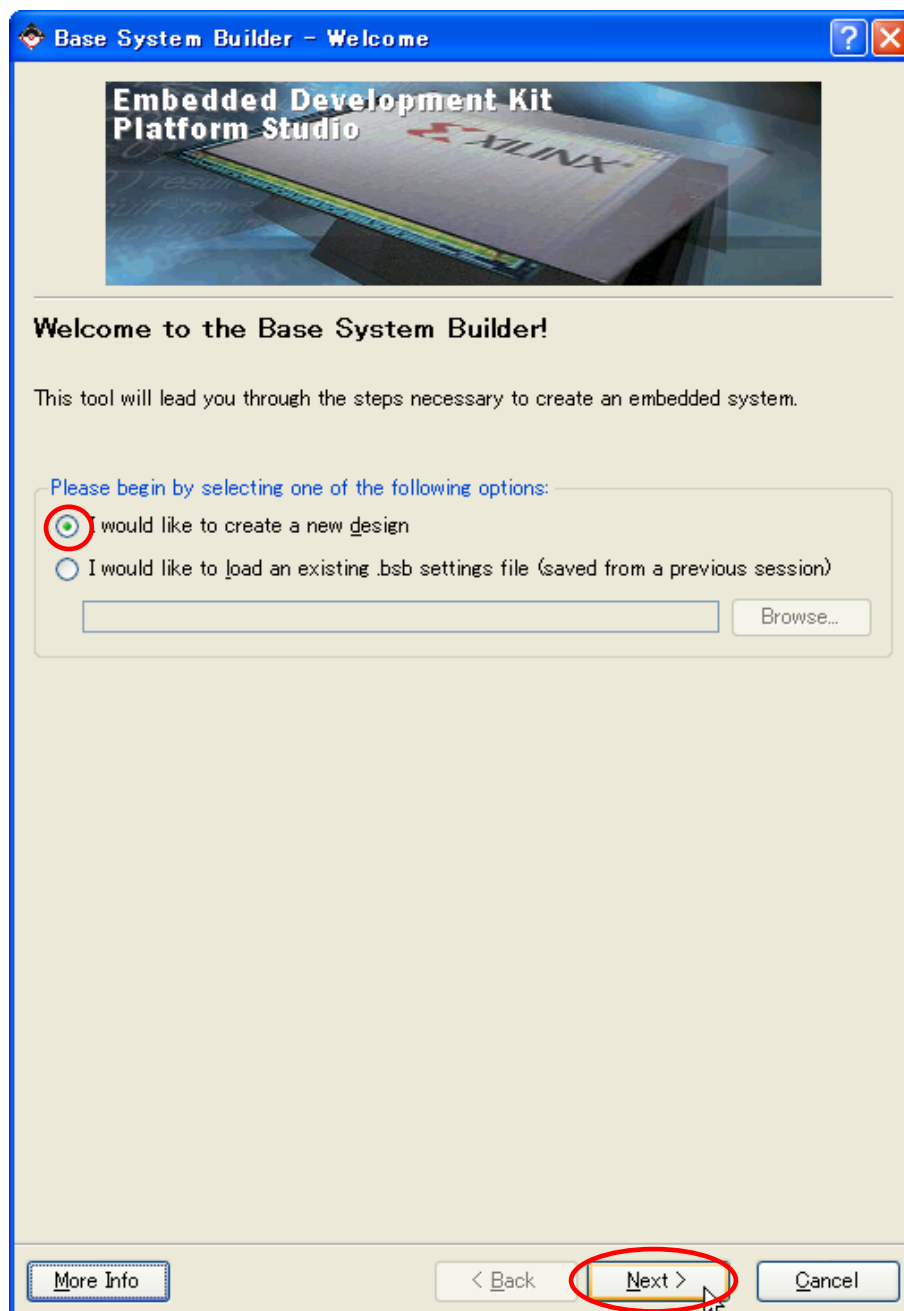 Base System Builder - Welcome
Embedded Development Kit
Platform Studio
XILINX
Welcome to the Base System Builder!
This tool will lead you through the steps necessary to create an embedded system.
Please begin by selecting one of the following options:
I would like to create a new design
I would like to load an existing .bsb settings file (saved from a previous session)
Browse...
More Info
< Back
Next >
Cancel